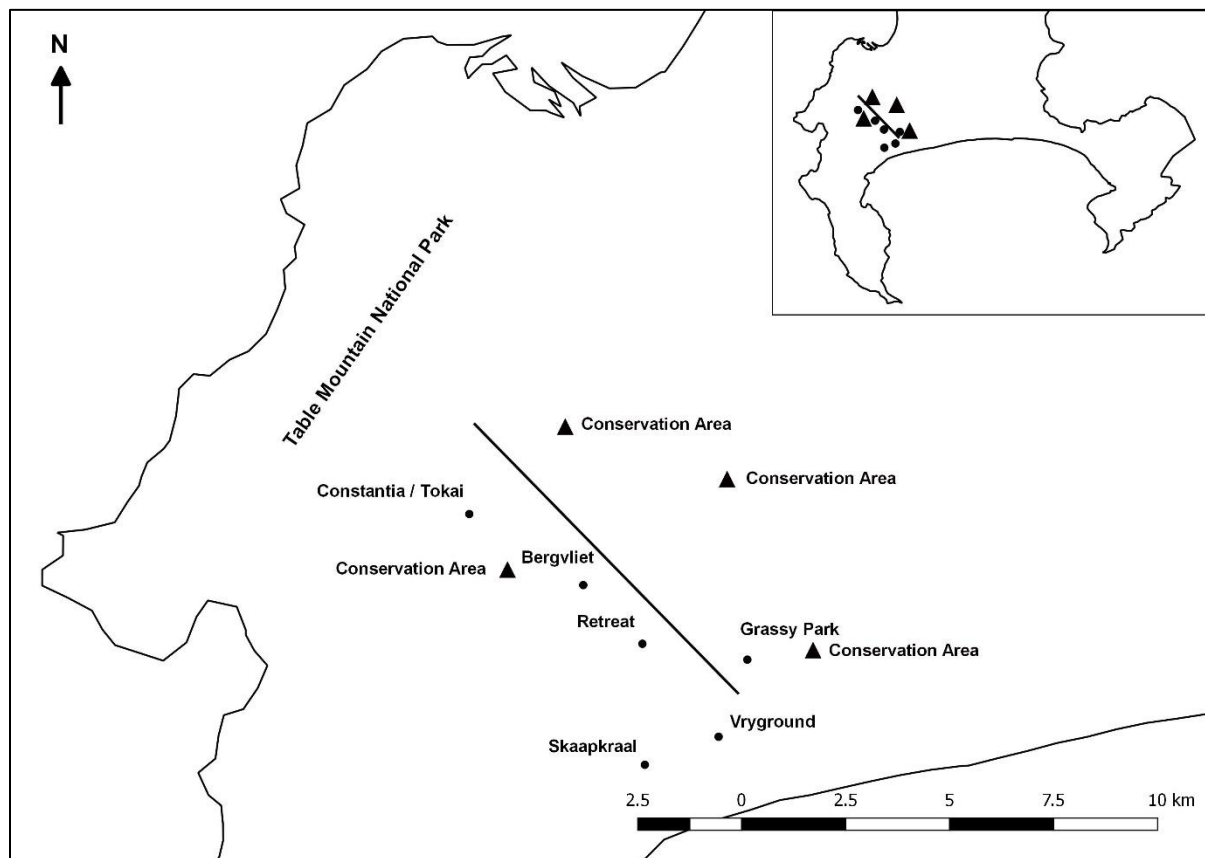 N
Table Mountain National Park
Conservation Area
Conservation Area
Constantia / Tokai
Bergvliet
Conservation Area
Retreat
Grassy Park
Conservation Area
Vryground
Skaapkraal
2.5 0 2.5 5 7.5 10 km